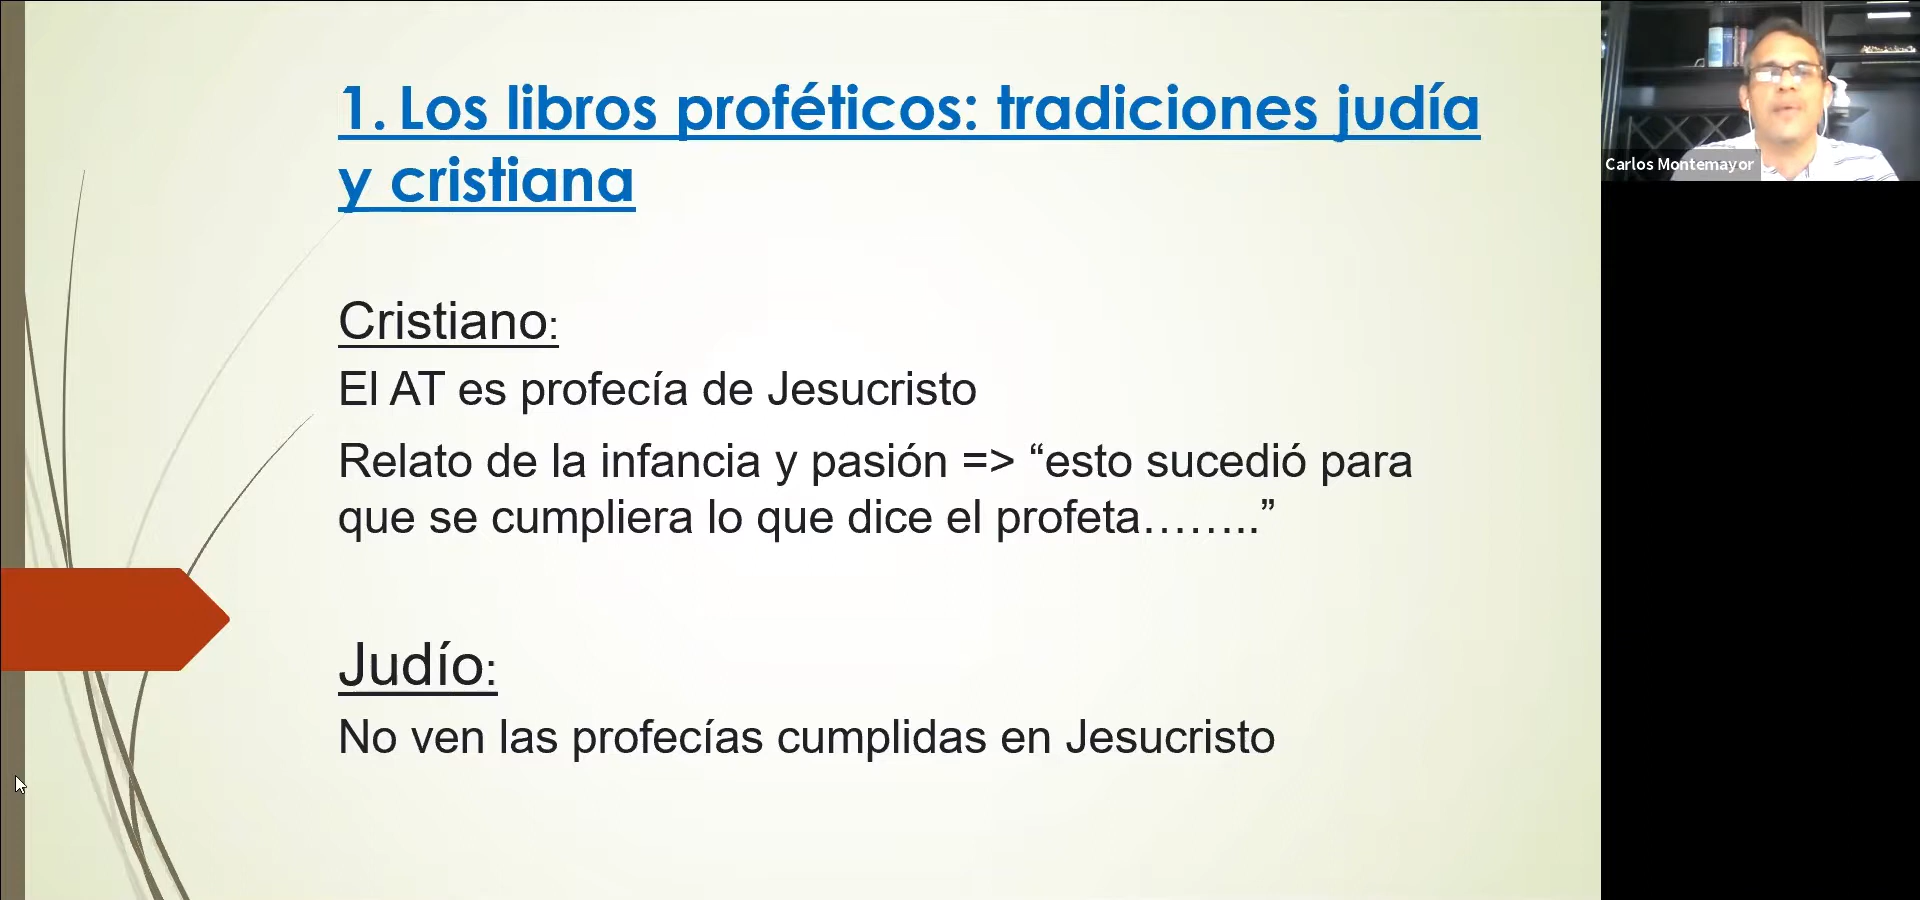 1. Los libros proféticos: tradiciones judía
y cristiana
Cristiano:
El AT es profecía de Jesucristo
Relato de la infancia y pasión => “esto sucedió para
que se cumpliera lo que dice el profeta……..”
Judío:
No ven las profecías cumplidas en Jesucristo
Carlos Montemayor